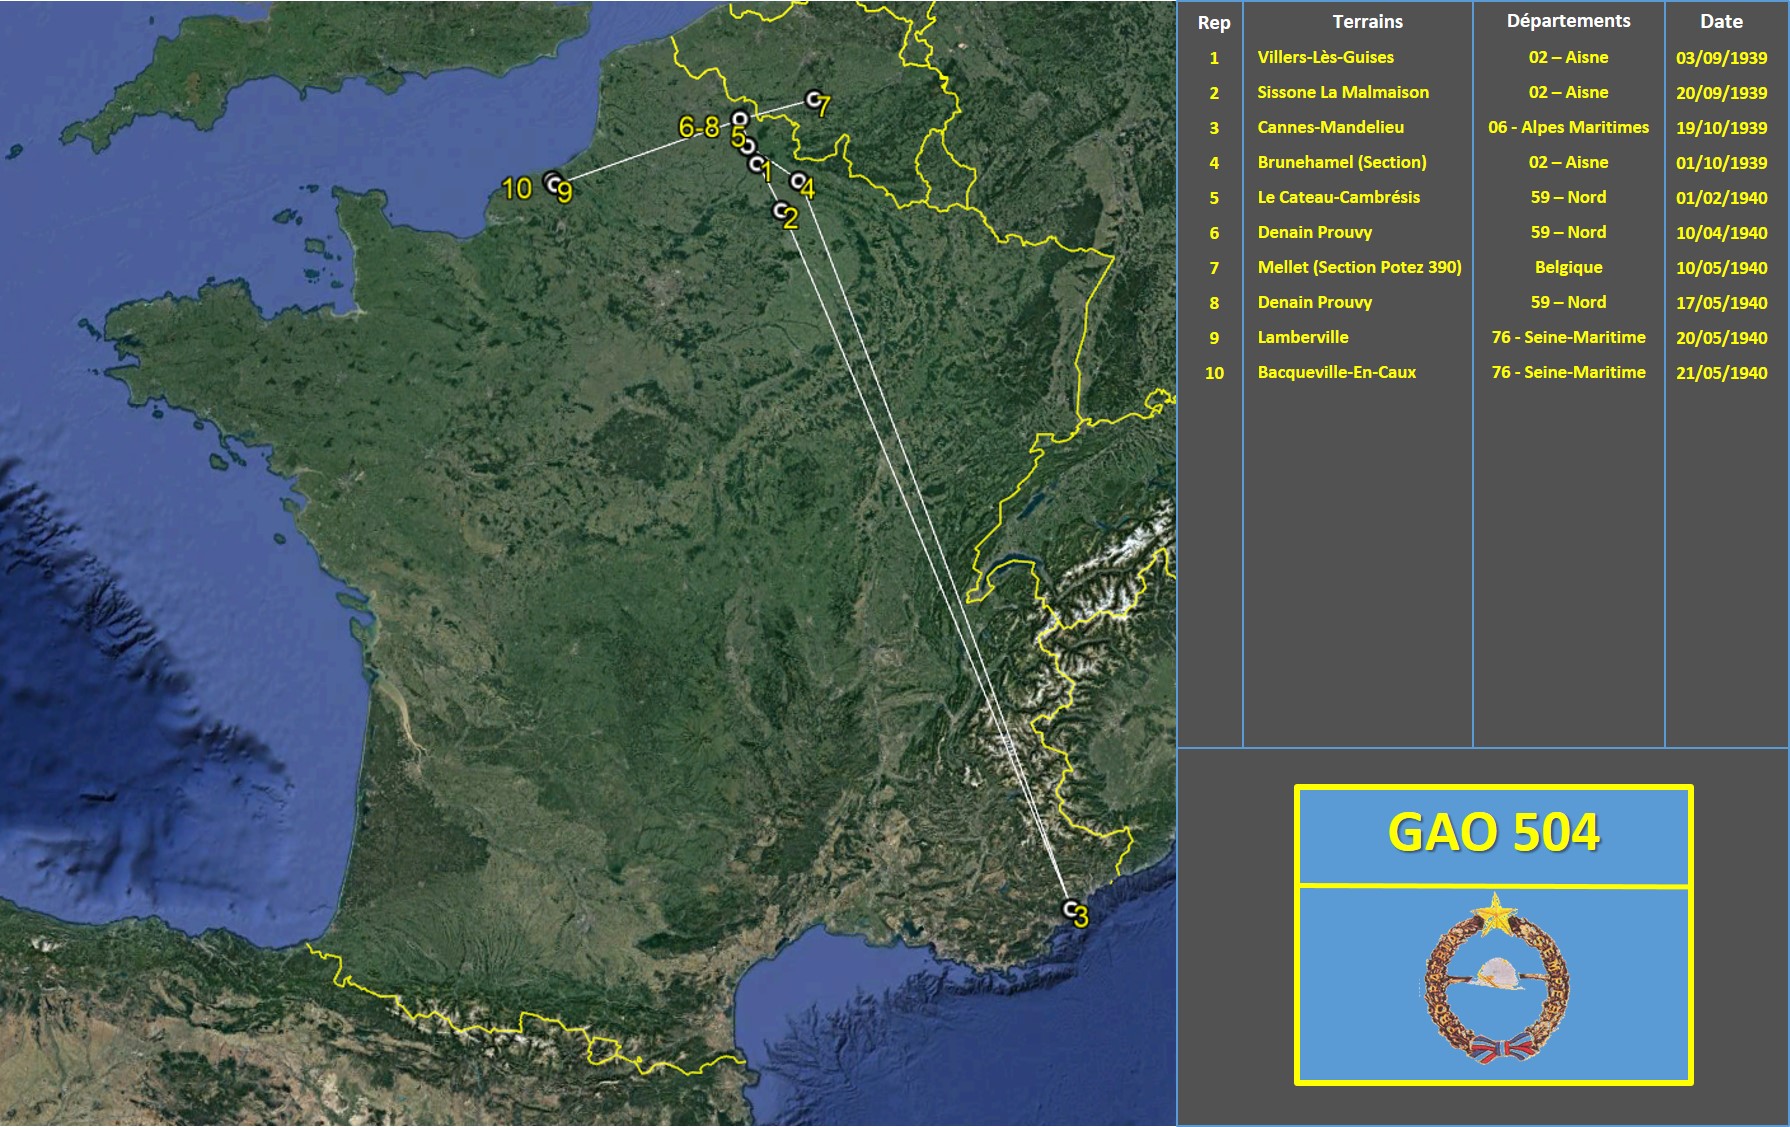 Rep Terrains Départements Date
1 Villers-Lès-Guises 02 – Aisne 03/09/1939
2 Sissone La Malmaison 02 – Aisne 20/09/1939
3 Cannes-Mandelieu 06 - Alpes Maritimes 19/10/1939
4 Brunehamel (Section) 02 – Aisne 01/10/1939
5 Le Cateau-Cambrésis 59 – Nord 01/02/1940
6 Denain Prouvy 59 – Nord 10/04/1940
7 Mellet (Section Potez 390) Belgique 10/05/1940
8 Denain Prouvy 59 – Nord 17/05/1940
9 Lamberville 76 - Seine-Maritime 20/05/1940
10 Bacqueville-En-Caux 76 - Seine-Maritime 21/05/1940
7
6-8
5
1
4
10 9
2
3
GAO 504